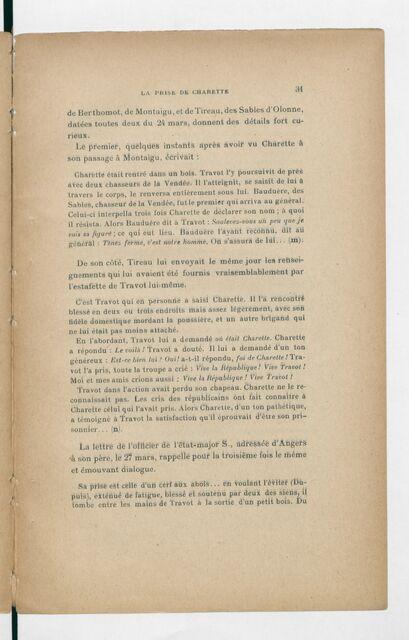 LA PRISE DE CHARETTE 31
de Berthomot, de Montaigu, et de Tireau, des Sables d'Olonne,
datées toutes deux du 24 mars, donnent des détails fort cu-
rieux.
Le premier, quelques instants après avoir vu Charette à
son passage à Montaigu, écrivait :
Charette était rentré dans un bois. Travot l'y poursuivit de près
avec deux chasseurs de la Vendée. Il l'atteignit, se saisit de lui à
travers le corps, le renversa entièrement sous lui. Bauduère, des
Sables, chasseur de la Vendée, fut le premier qui arriva au général.
Celui-ci interpella trois fois Charette de déclarer son nom ; à quoi
il résista. Alors Bauduère dit à Travot : Soulevez-vous un peu que je
voie sa figure ; ce qui eut lieu. Bauduère l'ayant reconnu, dit au
général : Tenez ferme, c'est notre homme. On s'assura de lui... (m).
De son côté, Tireau lui envoyait le même jour les rensei-
gnements qui lui avaient été fournis vraisemblablement par
l'estafette de Travot lui-même.
C'est Travot qui en personne a saisi Charette. Il l'a rencontré
blessé en deux ou trois endroits mais assez légèrement, avec son
fidèle domestique mordant la poussière, et un autre brigand qui
ne lui était pas moins attaché.
En l'abordant, Travot lui a demandé où était Charette. Charette
a répondu : Le voilà ! Travot a douté. Il lui a demandé d'un ton
généreux : Est-ce bien lui ? Oui! a-t-il répondu, foi de Charette ! Tra-
vot l'a pris, toute la troupe a crié : Vive la République ! Vive Travot !
Moi et mes amis crions aussi : Vive la République ! Vive Travot !
Travot dans l'action avait perdu son chapeau. Charette ne le re-
connaissait pas. Les cris des républicains ont fait connaître à
Charette celui qui l'avait pris. Alors Charette, d'un ton pathétique,
a témoigné à Travot la satisfaction qu'il éprouvait d'être son pri-
sonnier... (n).
La lettre de l'officier de l'état-major S., adressée d'Angers
à son père, le 27 mars, rappelle pour la troisième fois le même
et émouvant dialogue.
Sa prise est celle d'un cerf aux abois... en voulant l'éviter (Du-
puis), exténué de fatigue, blessé et soutenu par deux des siens, il
tombe entre les mains de Travot à la sortie d'un petit bois. Du